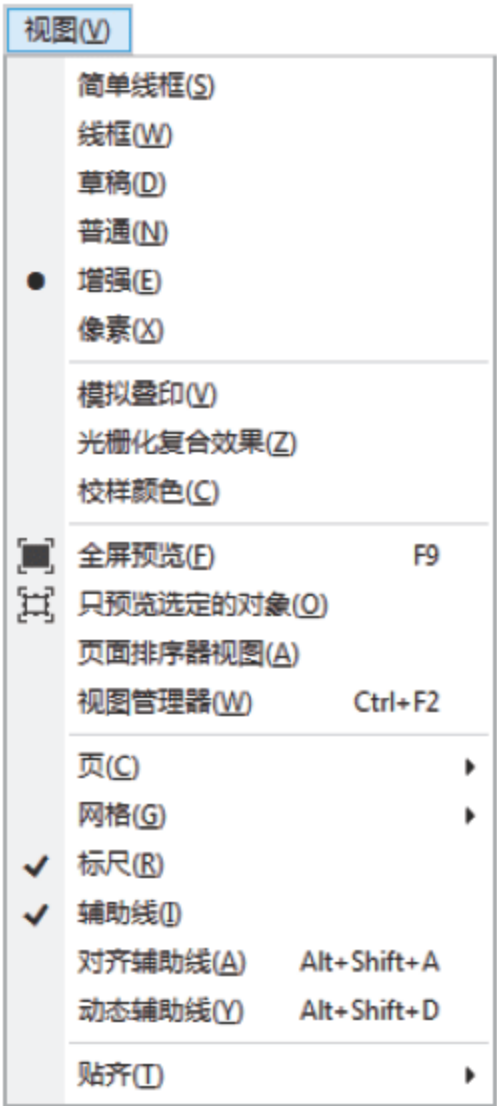 视图(V)
简单线框(S)
线框(W)
草稿(D)
普通(N)
增强(E)
像素(X)
模拟叠印(V)
光栅化复合效果(Z)
校样颜色(C)
全屏预览(F) F9
只预览选定的对象(O)
页面排序器视图(A)
视图管理器(W) Ctrl+F2
页(C)
网格(G)
标尺(R)
辅助线(I)
对齐辅助线(A) Alt+Shift+A
动态辅助线(Y) Alt+Shift+D
贴齐(T)